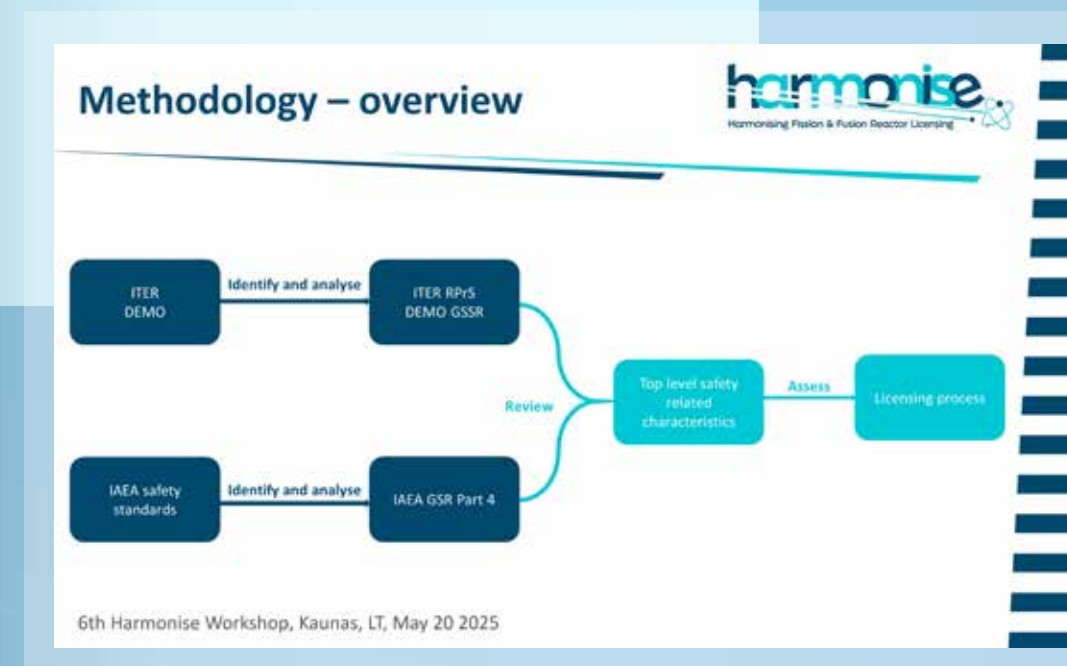 Methodology – overview
harmonise
Harmonising Fission & Fusion Reactor Licensing
ITER
DEMO
Identify and analyse
ITER RPrS
DEMO GSSR
Review
Top level safety
related
characteristics
Assess
Licensing process
IAEA safety
standards
Identify and analyse
IAEA GSR Part 4
6th Harmonise Workshop, Kaunas, LT, May 20 2025